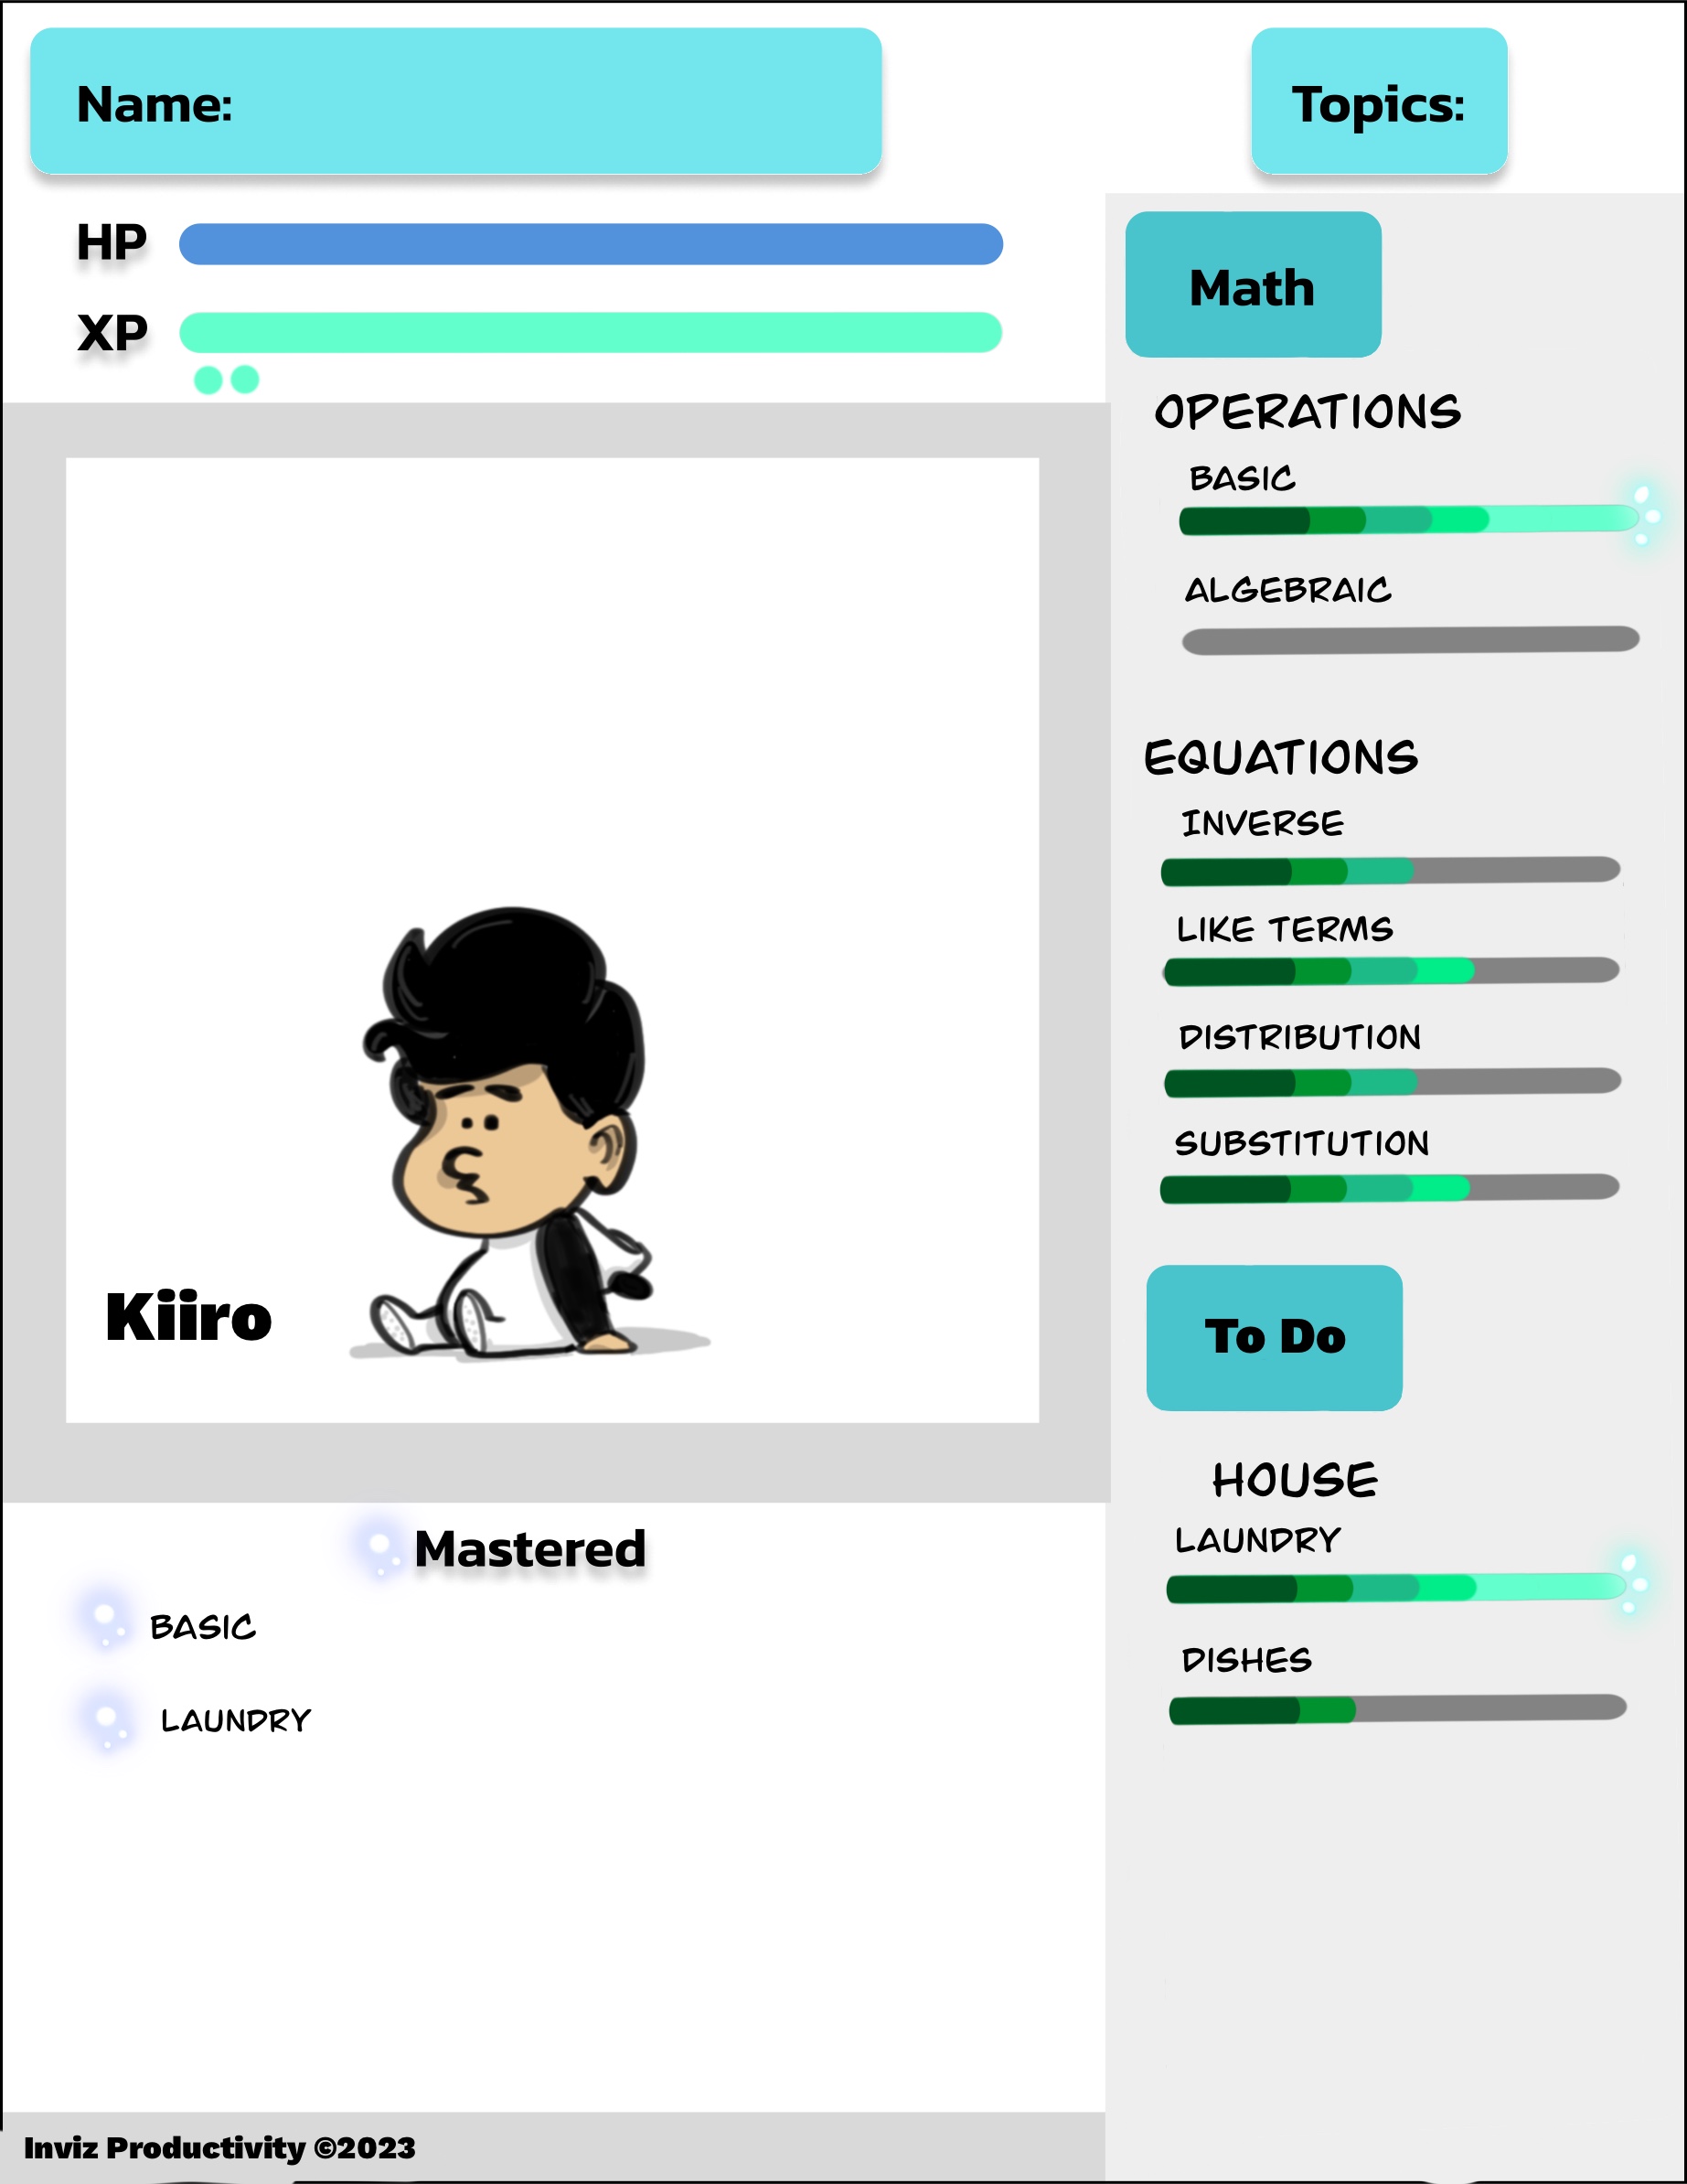 Name:
HP
XP
Kiiro
Mastered
BASIC
LAUNDRY
Inviz Productivity ©2023
Topics:
Math
OPERATIONS
BASIC
ALGEBRAIC
EQUATIONS
INVERSE
LIKE TERMS
DISTRIBUTION
SUBSTITUTION
To Do
HOUSE
LAUNDRY
DISHES